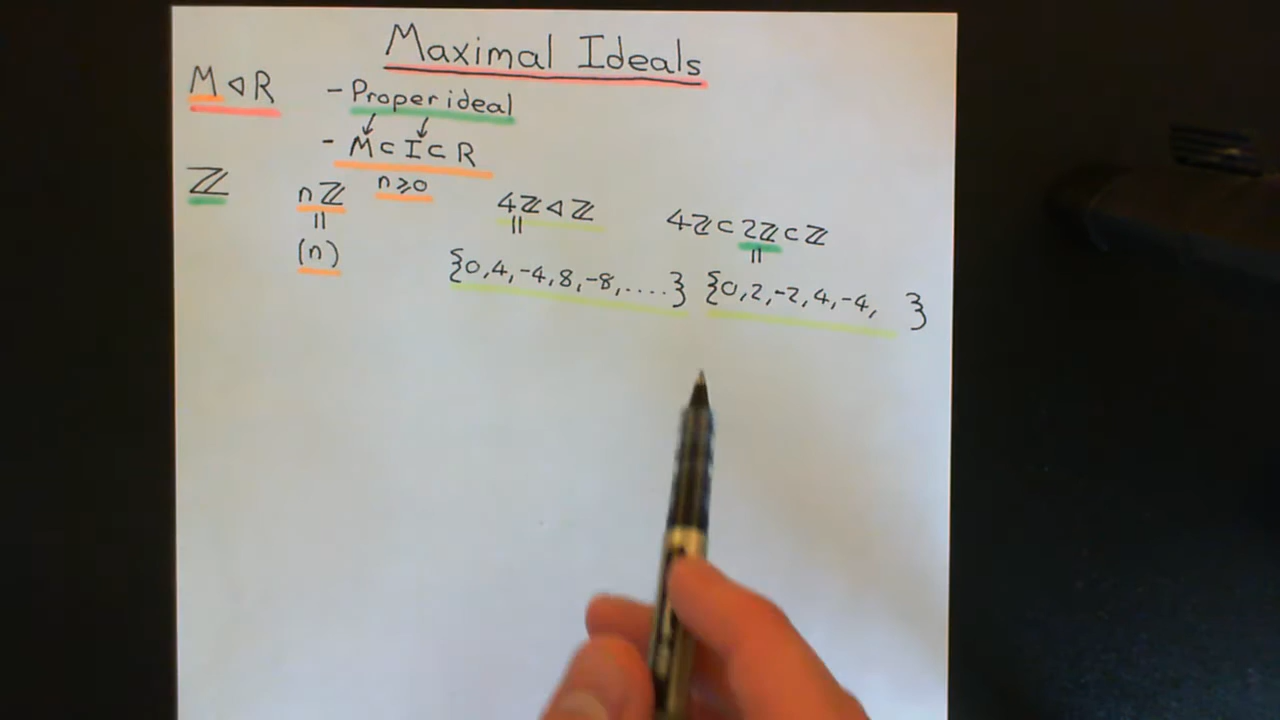 Maximal Ideals
M ◁ R - Proper ideal
- M ⊂ I ⊂ R
ℤ nℤ n ⩾ 0 4ℤ ◁ ℤ 4ℤ ⊂ 2ℤ ⊂ ℤ
= = =
(n) {0, 4, -4, 8, -8, ....} {0, 2, -2, 4, -4, }